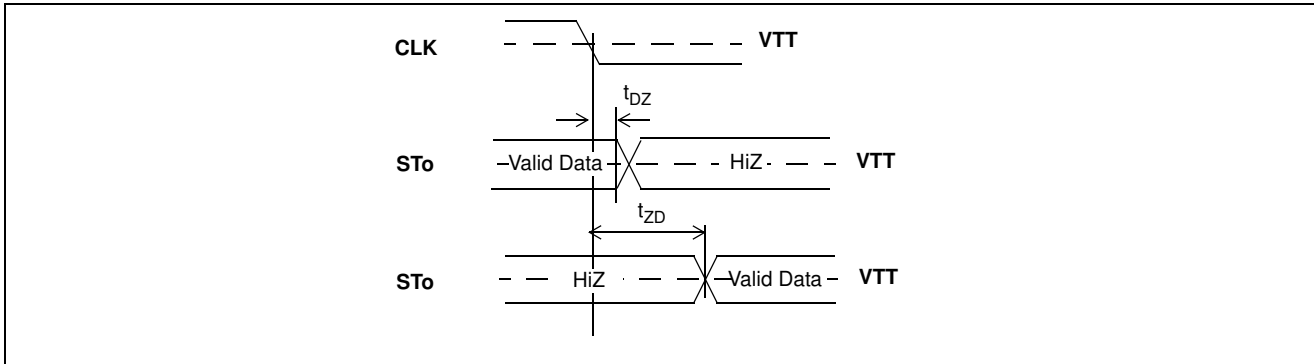 CLK VTT
tDZ
STo Valid Data HiZ VTT
tZD
STo HiZ Valid Data VTT